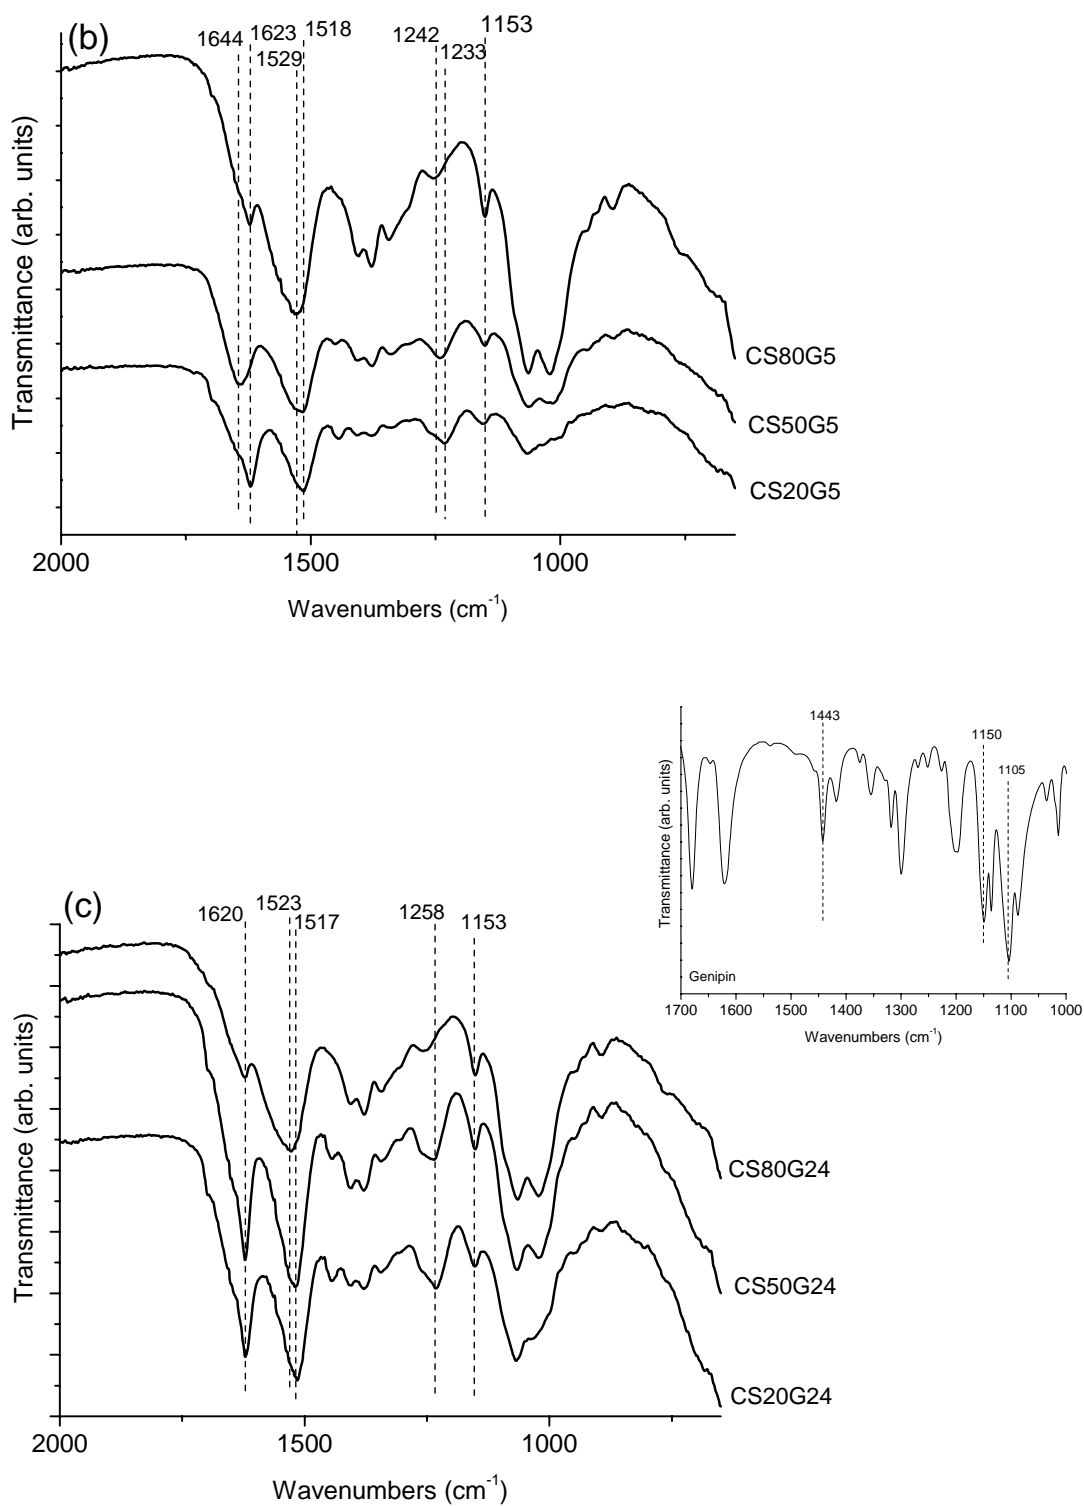 (b)
1644 1623 1518 1242 1153
1529 1233
Transmittance (arb. units)
CS80G5
CS50G5
CS20G5
2000 1500 1000
Wavenumbers (cm⁻¹)
1443
1150
1105
Transmittance (arb. units)
Genipin
1700 1600 1500 1400 1300 1200 1100 1000
Wavenumbers (cm⁻¹)
(c)
1620 1523 1517 1258 1153
Transmittance (arb. units)
CS80G24
CS50G24
CS20G24
2000 1500 1000
Wavenumbers (cm⁻¹)